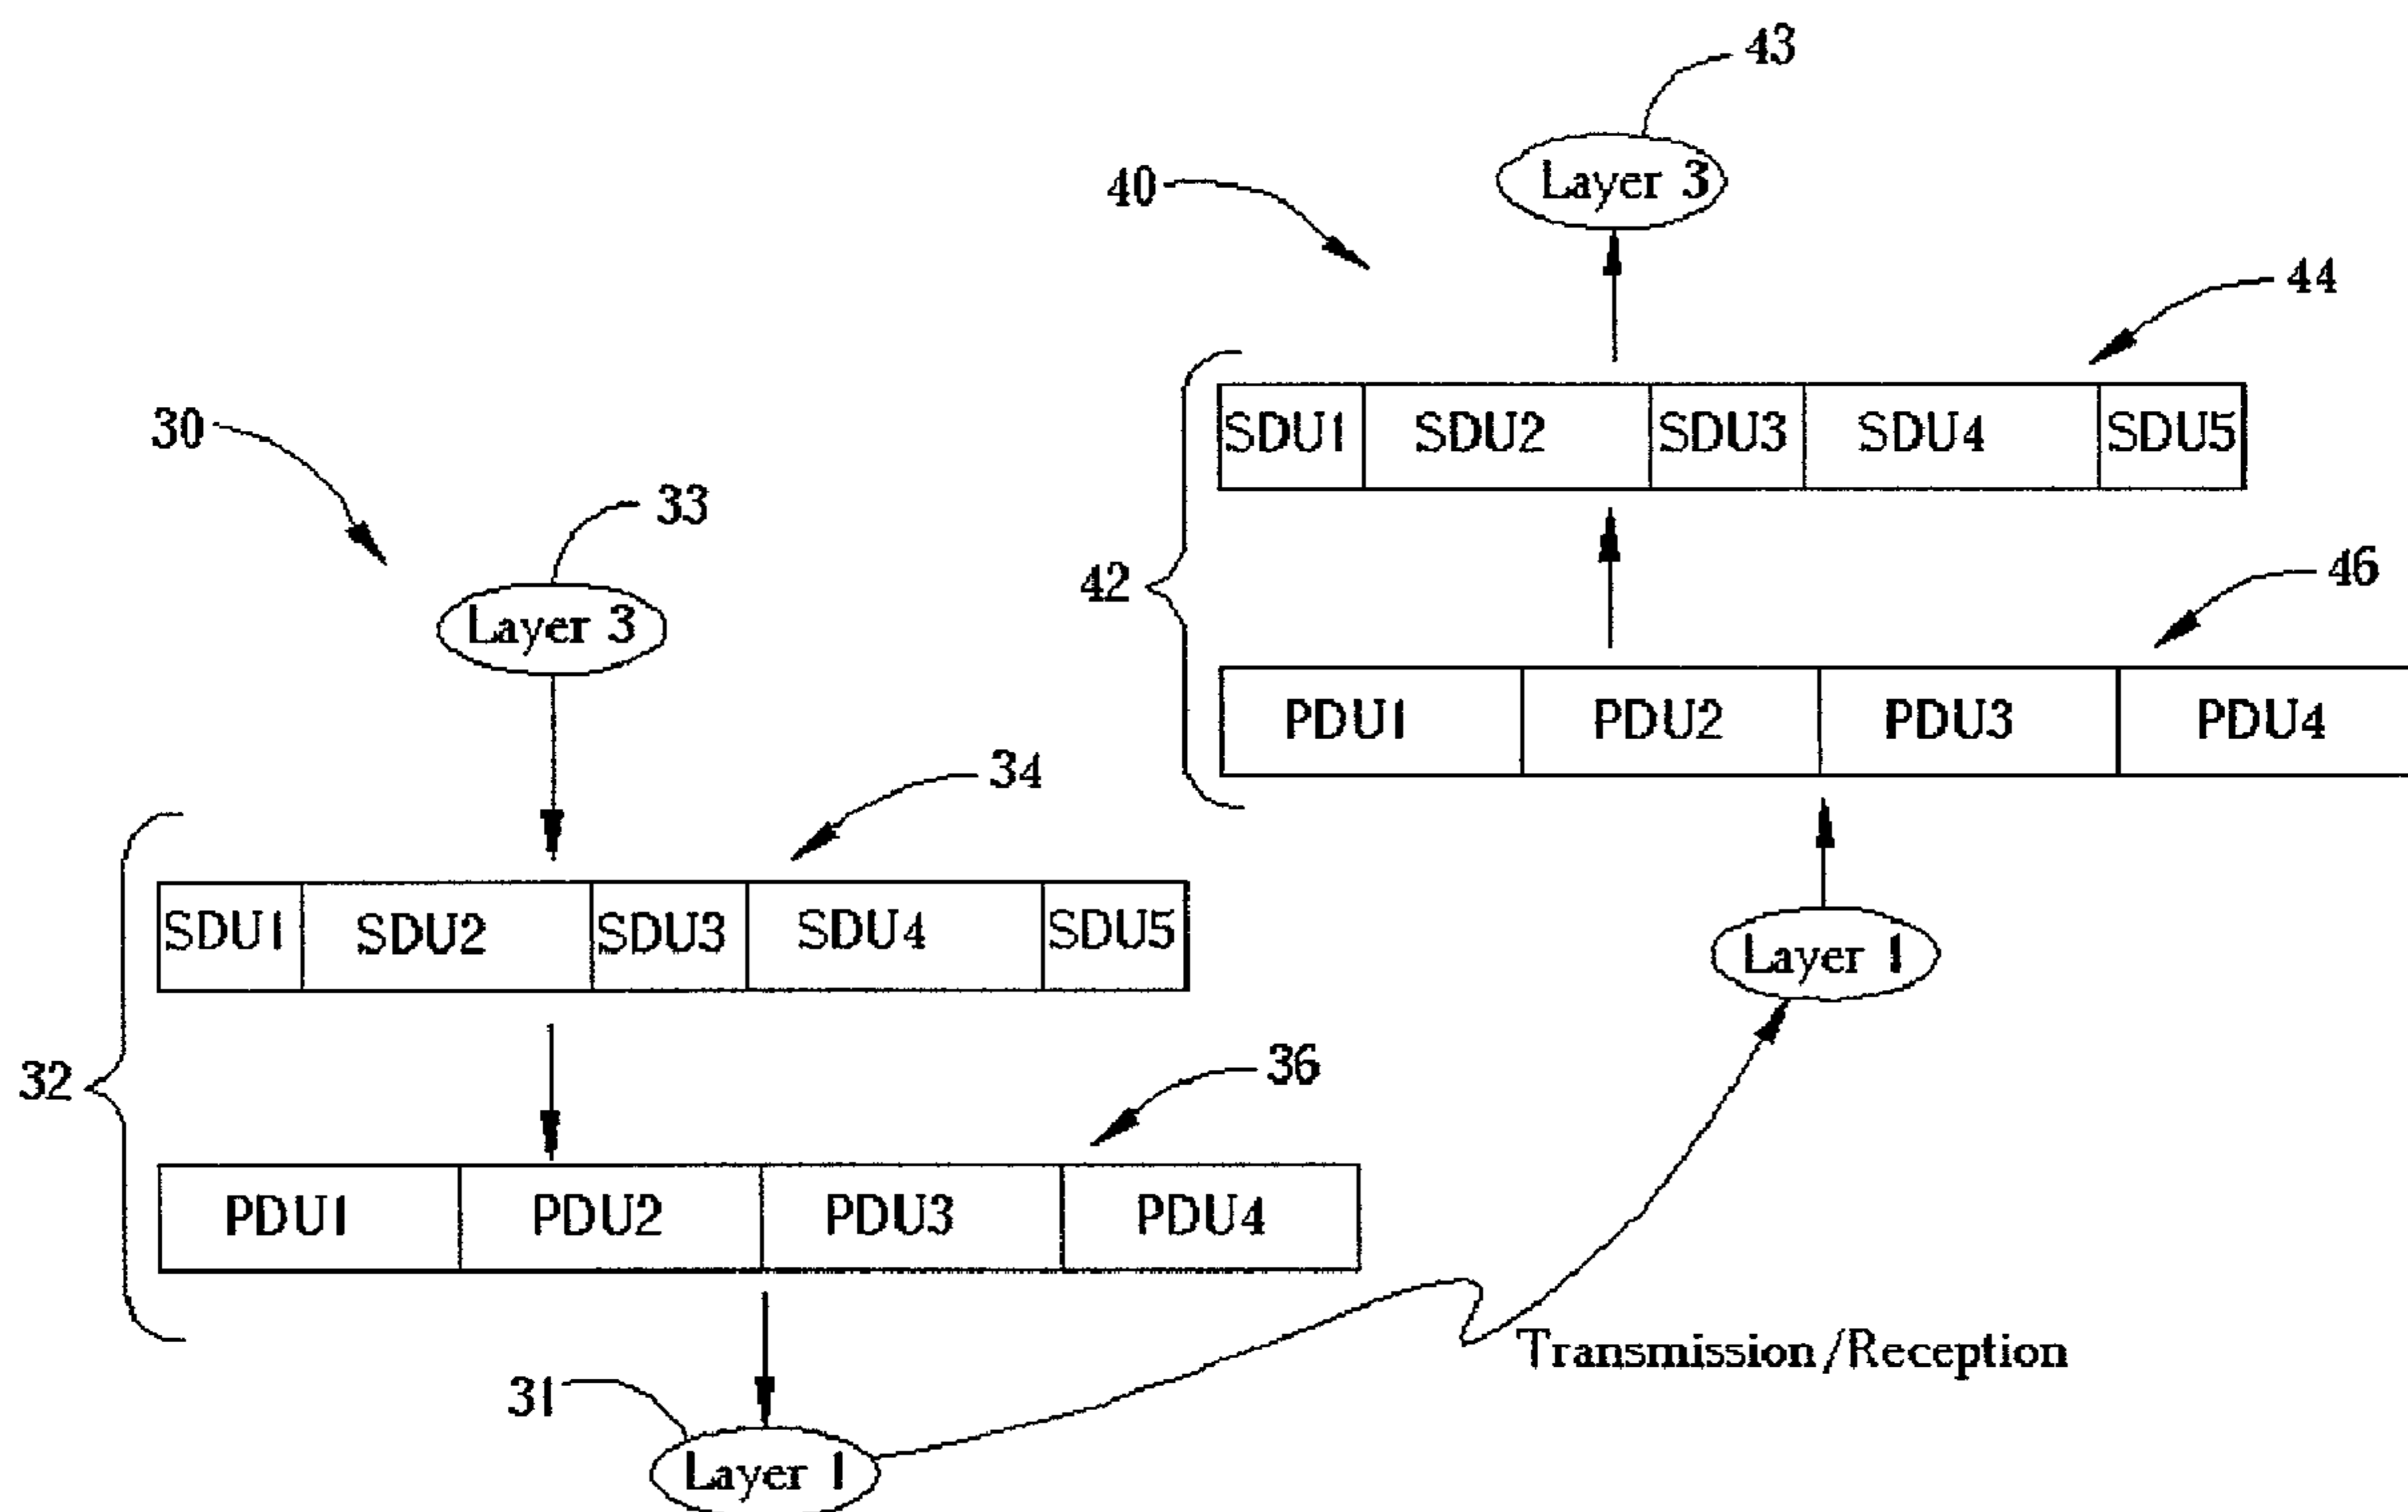 43
Layer 3
40
44
SDU1 SDU2 SDU3 SDU4 SDU5
42
46
PDU1 PDU2 PDU3 PDU4
Layer 1
30
33
Layer 3
34
32
SDU1 SDU2 SDU3 SDU4 SDU5
36
PDU1 PDU2 PDU3 PDU4
31
Layer 1
Transmission/Reception